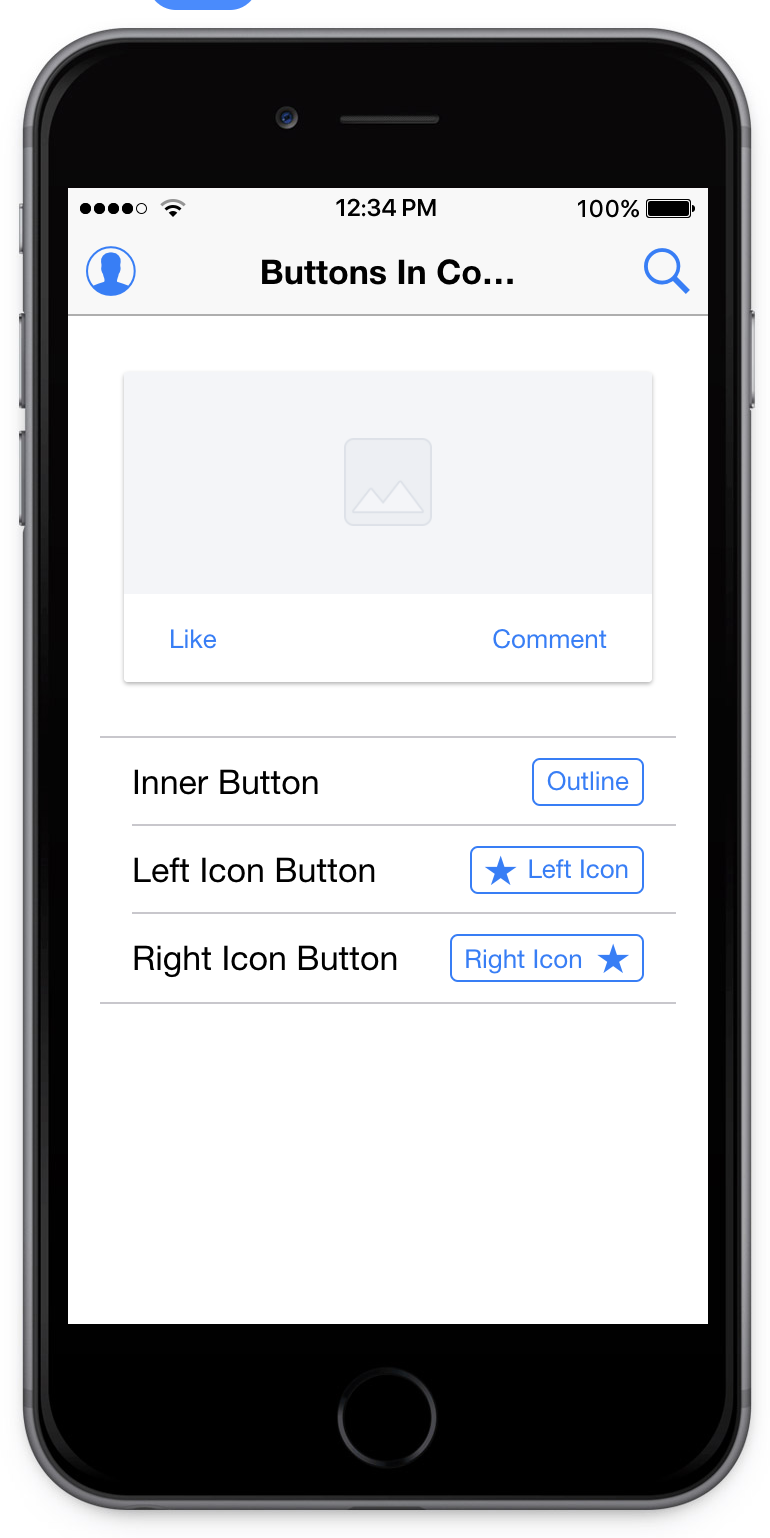 12:34 PM
100%
Buttons In Co...
Like
Comment
Inner Button
Outline
Left Icon Button
Left Icon
Right Icon Button
Right Icon